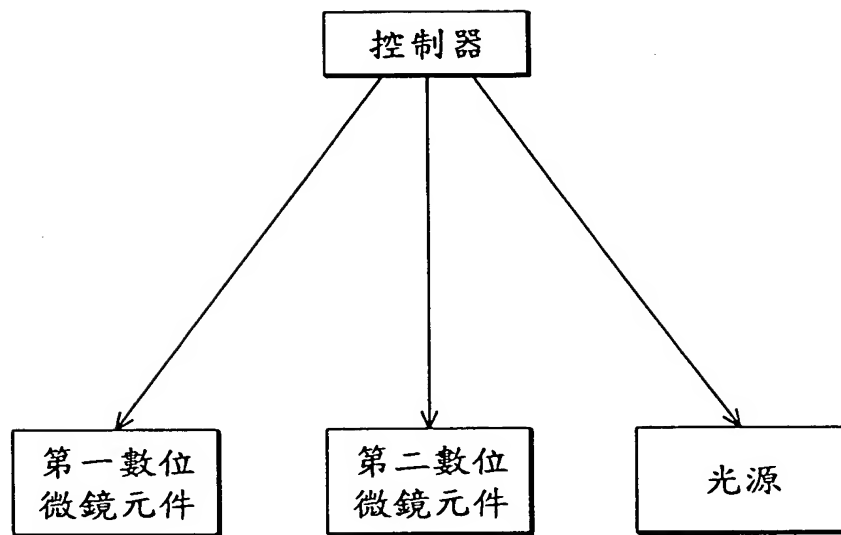 控制器
第一數位
微鏡元件
第二數位
微鏡元件
光源